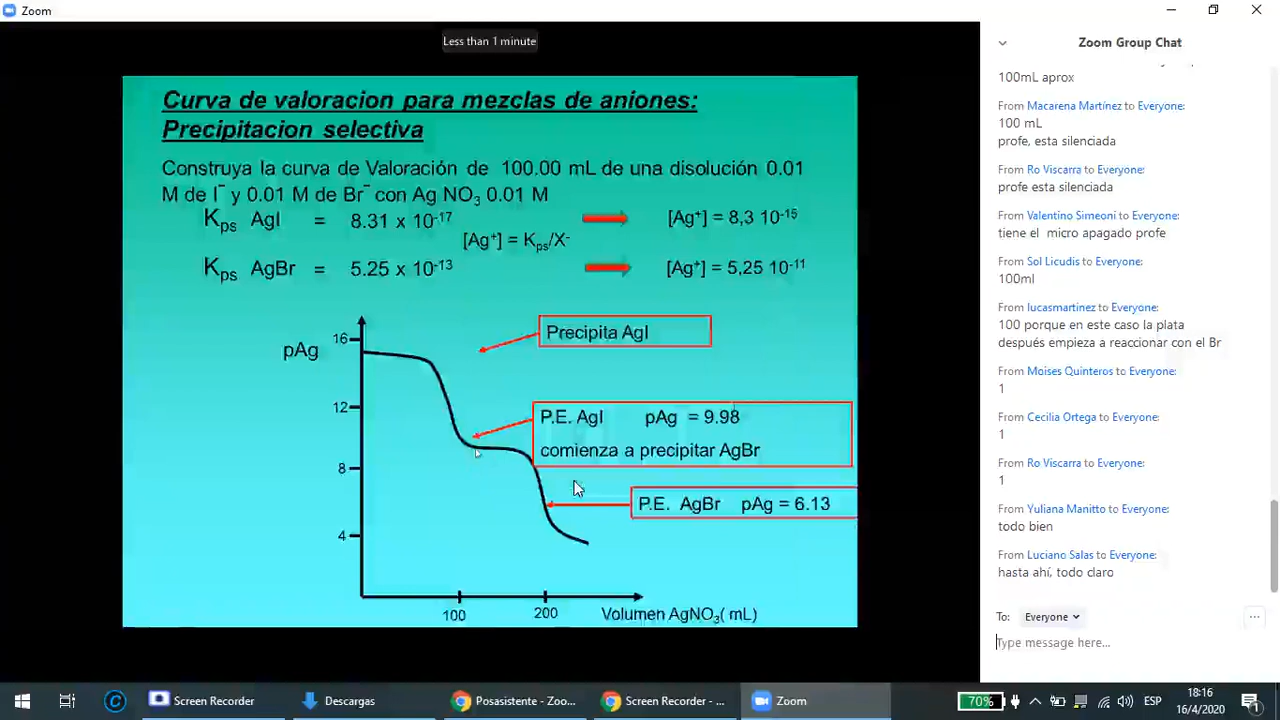 Zoom
Less than 1 minute
Curva de valoracion para mezclas de aniones:
Precipitacion selectiva
Construya la curva de Valoración de 100.00 mL de una disolución 0.01
M de I⁻ y 0.01 M de Br⁻ con Ag NO₃ 0.01 M
Kps AgI = 8.31 x 10⁻¹⁷
[Ag⁺] = 8,3 10⁻¹⁵
[Ag⁺] = Kps/X⁻
Kps AgBr = 5.25 x 10⁻¹³
[Ag⁺] = 5,25 10⁻¹¹
pAg
16
12
8
4
Precipita AgI
P.E. AgI pAg = 9.98
comienza a precipitar AgBr
P.E. AgBr pAg = 6.13
100
200
Volumen AgNO₃( mL)
Zoom Group Chat
100mL aprox
From Macarena Martínez to Everyone:
100 mL
profe, esta silenciada
From Ro Viscarra to Everyone:
profe esta silenciada
From Valentino Simeoni to Everyone:
tiene el micro apagado profe
From Sol Licudis to Everyone:
100ml
From lucasmartinez to Everyone:
100 porque en este caso la plata
después empieza a reaccionar con el Br
From Moises Quinteros to Everyone:
1
From Cecilia Ortega to Everyone:
1
From Ro Viscarra to Everyone:
1
From Yuliana Manitto to Everyone:
todo bien
From Luciano Salas to Everyone:
hasta ahí, todo claro
To: Everyone
Type message here...
Screen Recorder
Descargas
Posasistente - Zoo...
Screen Recorder - ...
Zoom
70%
ESP
18:16
16/4/2020
1